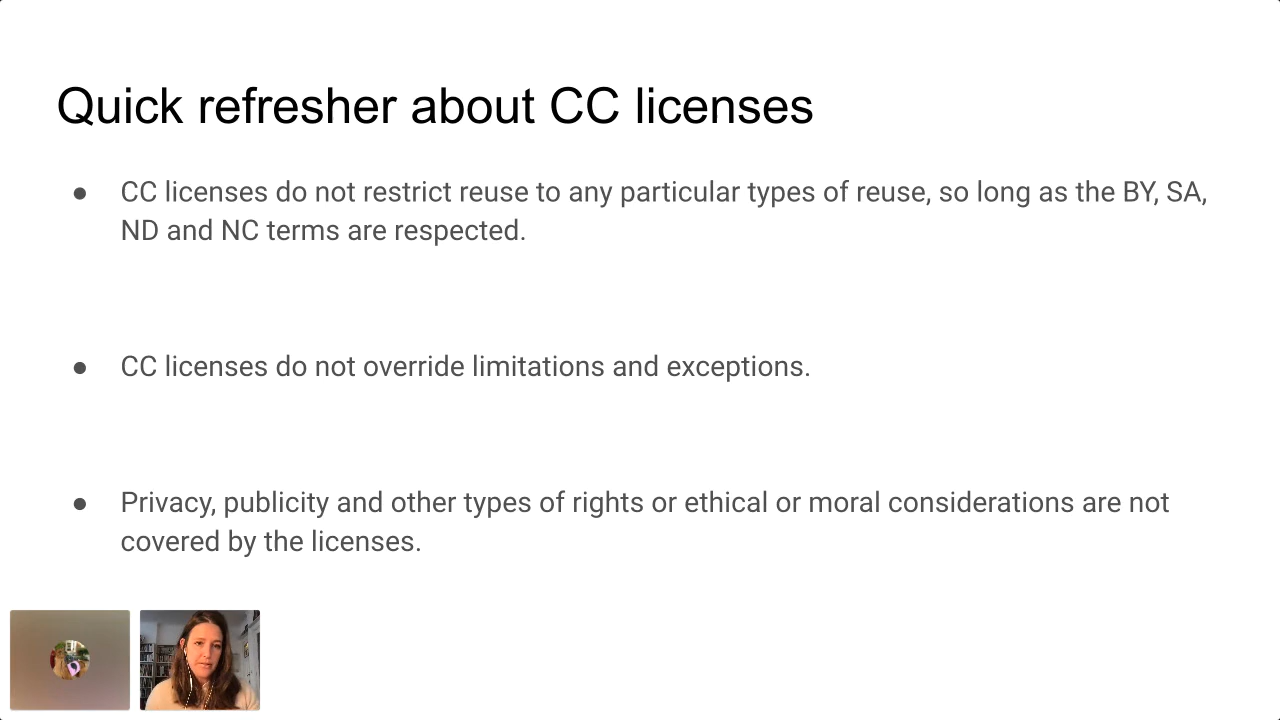 Quick refresher about CC licenses
● CC licenses do not restrict reuse to any particular types of reuse, so long as the BY, SA,
ND and NC terms are respected.
● CC licenses do not override limitations and exceptions.
● Privacy, publicity and other types of rights or ethical or moral considerations are not
covered by the licenses.